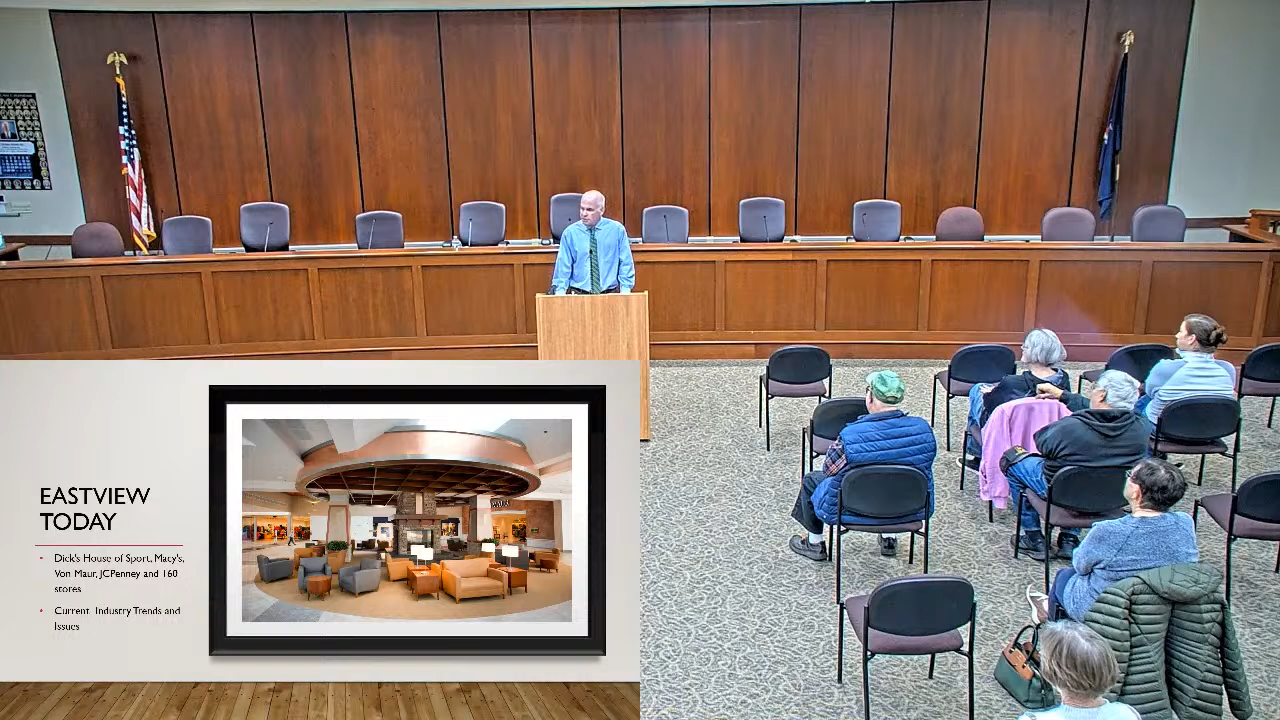 EASTVIEW
TODAY
• Dick's House of Sport, Macy's,
Von Maur, JCPenney and 160
stores
• Current Industry Trends and
Issues